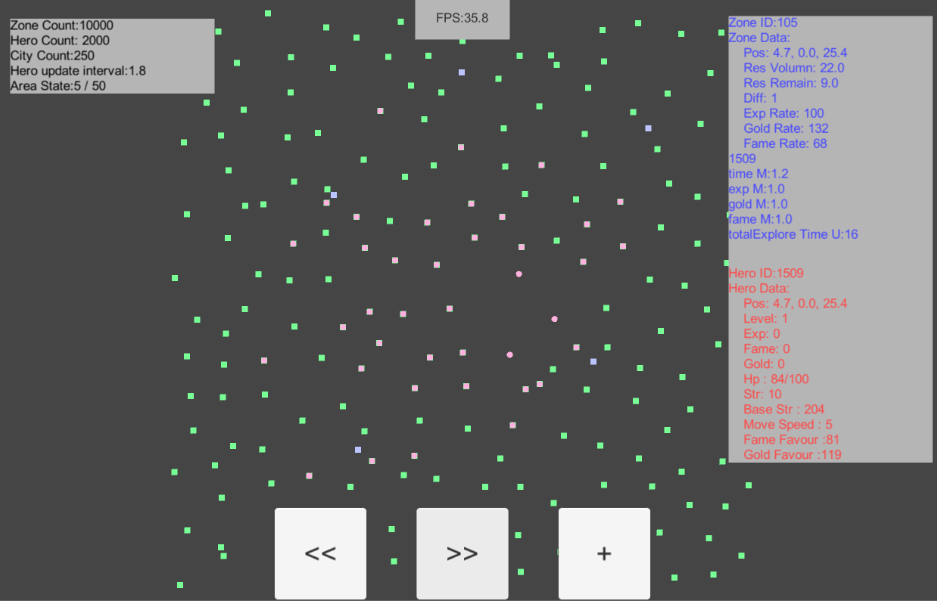 FPS:35.8
Zone Count:10000
Hero Count: 2000
City Count:250
Hero update interval:1.8
Area State:5 / 50
Zone ID:105
Zone Data:
Pos: 4.7, 0.0, 25.4
Res Volumn: 22.0
Res Remain: 9.0
Diff: 1
Exp Rate: 100
Gold Rate: 132
Fame Rate: 68
1509
time M:1.2
exp M:1.0
gold M:1.0
fame M:1.0
totalExplore Time U:16
Hero ID:1509
Hero Data:
Pos: 4.7, 0.0, 25.4
Level: 1
Exp: 0
Fame: 0
Gold: 0
Hp : 84/100
Str: 10
Base Str : 204
Move Speed : 5
Fame Favour :81
Gold Favour :119
<<
>>
+